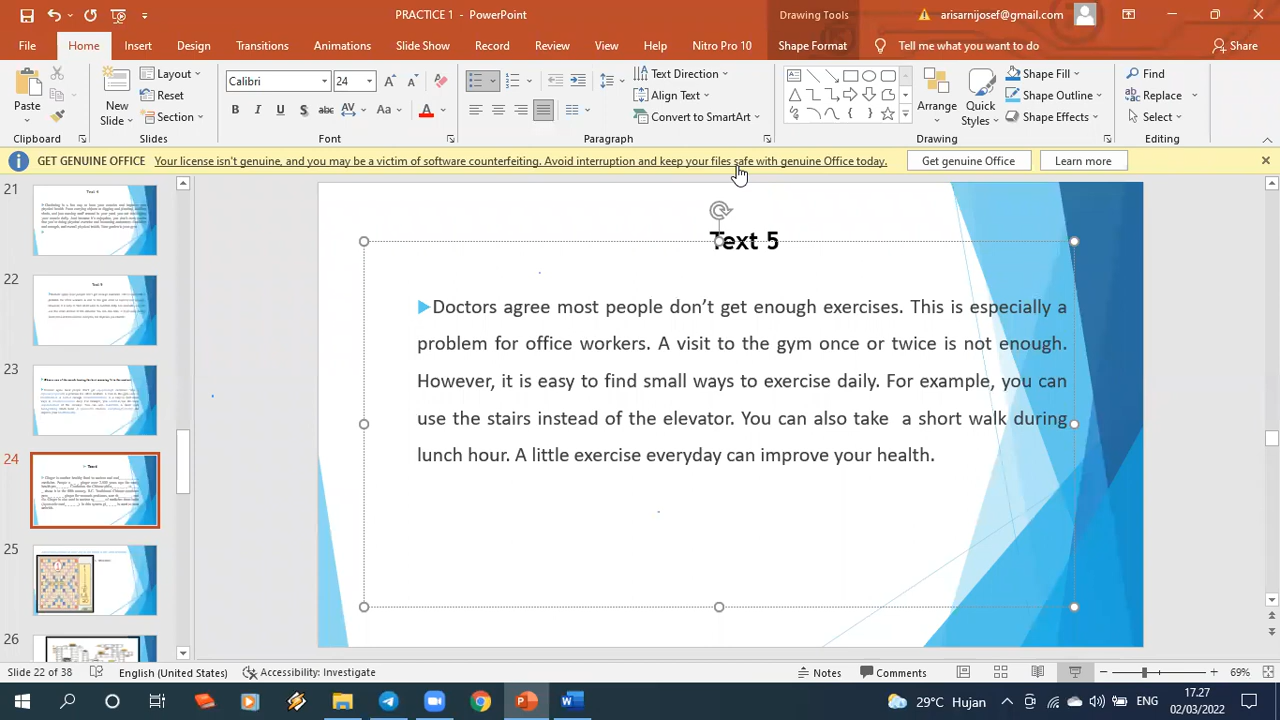 PRACTICE 1 - PowerPoint
Drawing Tools
arisarnijosef@gmail.com
File Home Insert Design Transitions Animations Slide Show Record Review View Help Nitro Pro 10 Shape Format Tell me what you want to do Share
Paste
Clipboard
New
Slide
Layout
Reset
Section
Slides
Calibri 24
B I U S abc AV Aa A
Font
Text Direction
Align Text
Convert to SmartArt
Paragraph
Arrange
Quick
Styles
Shape Fill
Shape Outline
Shape Effects
Drawing
Find
Replace
Select
Editing
GET GENUINE OFFICE Your license isn't genuine, and you may be a victim of software counterfeiting. Avoid interruption and keep your files safe with genuine Office today. Get genuine Office Learn more
21
Text 4
22
23
24
Text
25
26
Text 5
Doctors agree most people don't get enough exercises. This is especially a
problem for office workers. A visit to the gym once or twice is not enough.
However, it is easy to find small ways to exercise daily. For example, you can
use the stairs instead of the elevator. You can also take a short walk during
lunch hour. A little exercise everyday can improve your health.
Slide 22 of 38 English (United States) Accessibility: Investigate Notes Comments 69%
29°C Hujan ENG 17.27
02/03/2022